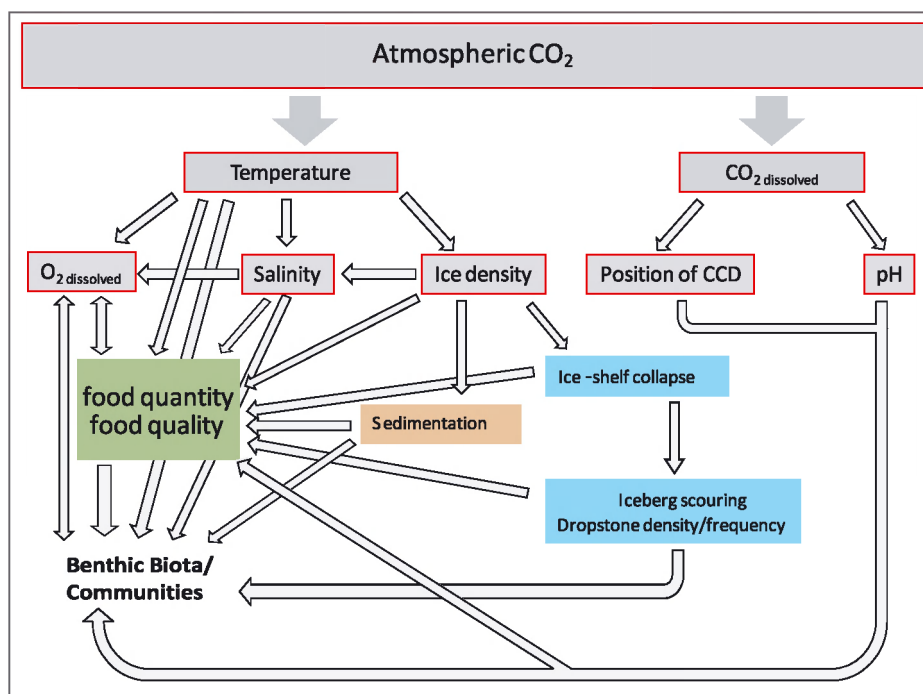 Atmospheric CO₂
Temperature
CO₂ dissolved
O₂ dissolved
Salinity
Ice density
Position of CCD
pH
food quantity
food quality
Ice -shelf collapse
Sedimentation
Iceberg scouring
Dropstone density/frequency
Benthic Biota/
Communities